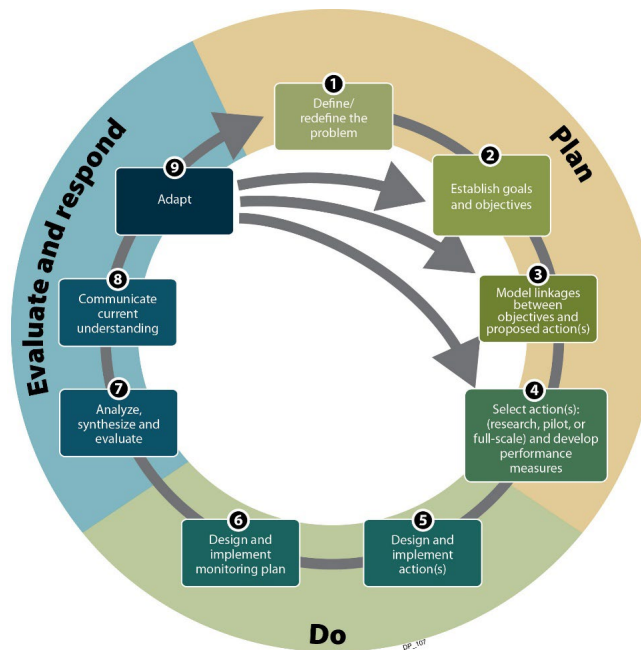 1
Define/
redefine the
problem
2
Establish goals
and objectives
3
Model linkages
between
objectives and
proposed action(s)
4
Select action(s):
(research, pilot, or
full-scale) and develop
performance
measures
5
Design and
implement
action(s)
6
Design and
implement
monitoring plan
7
Analyze,
synthesize and
evaluate
8
Communicate
current
understanding
9
Adapt
Plan
Do
Evaluate and respond
DP_107